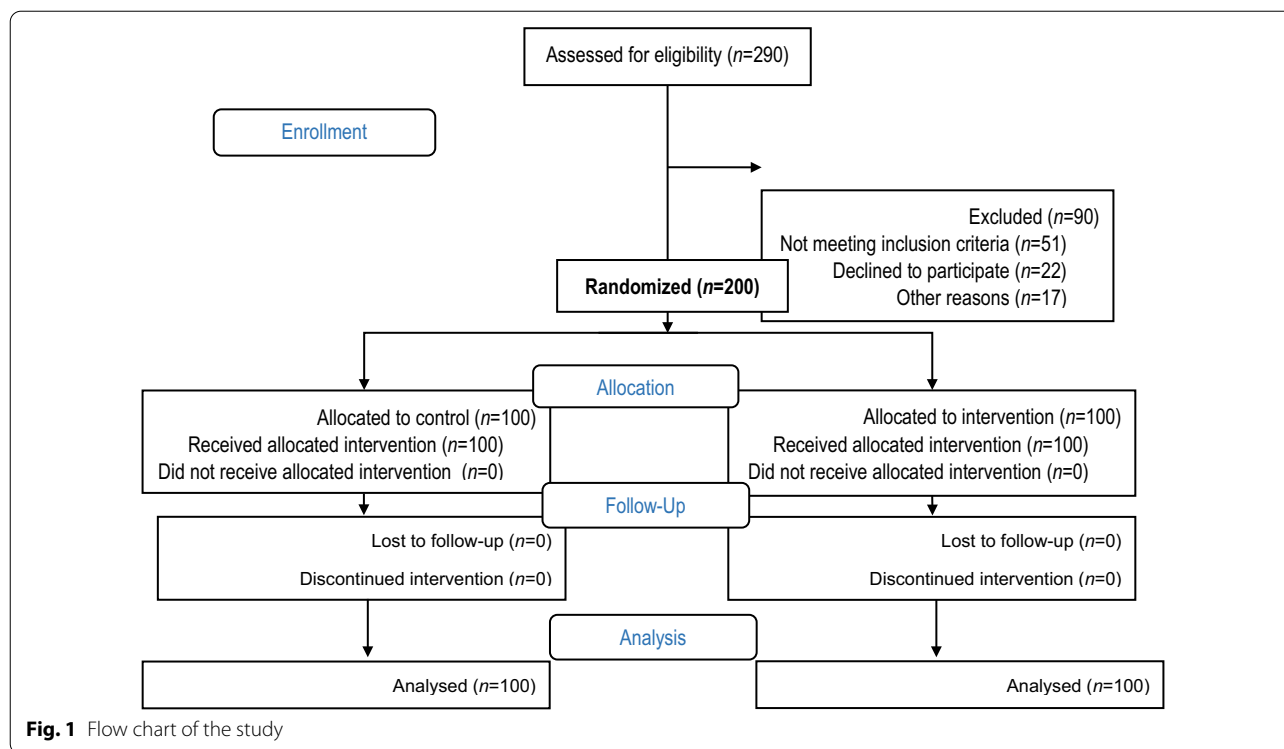 Assessed for eligibility (n=290)
Enrollment
Excluded (n=90)
Not meeting inclusion criteria (n=51)
Declined to participate (n=22)
Other reasons (n=17)
Randomized (n=200)
Allocation
Allocated to control (n=100)
Received allocated intervention (n=100)
Did not receive allocated intervention (n=0)
Allocated to intervention (n=100)
Received allocated intervention (n=100)
Did not receive allocated intervention (n=0)
Follow-Up
Lost to follow-up (n=0)
Discontinued intervention (n=0)
Lost to follow-up (n=0)
Discontinued intervention (n=0)
Analysis
Analysed (n=100)
Analysed (n=100)
Fig. 1 Flow chart of the study